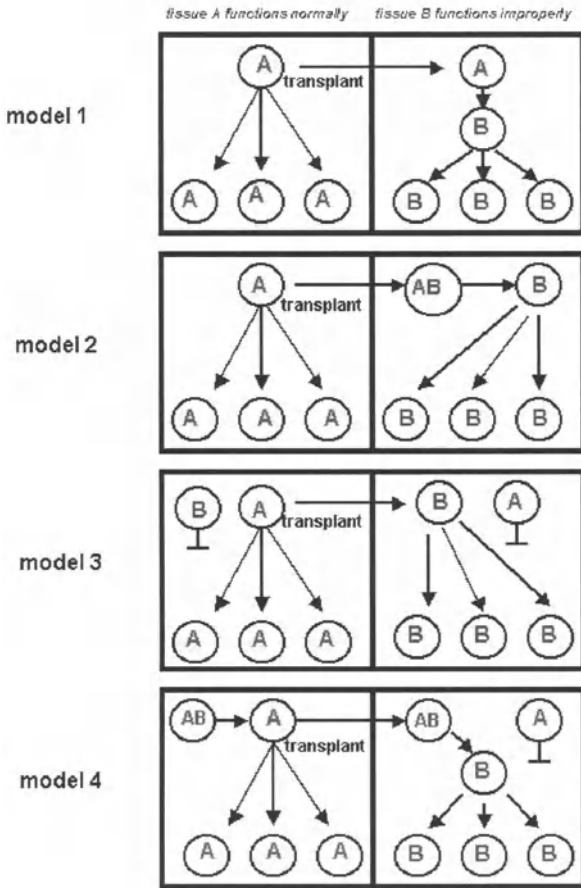 tissue A functions normally tissue B functions improperly
model 1
A transplant A
B
A A A B B B
model 2
A transplant AB B
A A A B B B
model 3
B A transplant B A
A A A B B B
model 4
AB A transplant AB A
B
A A A B B B